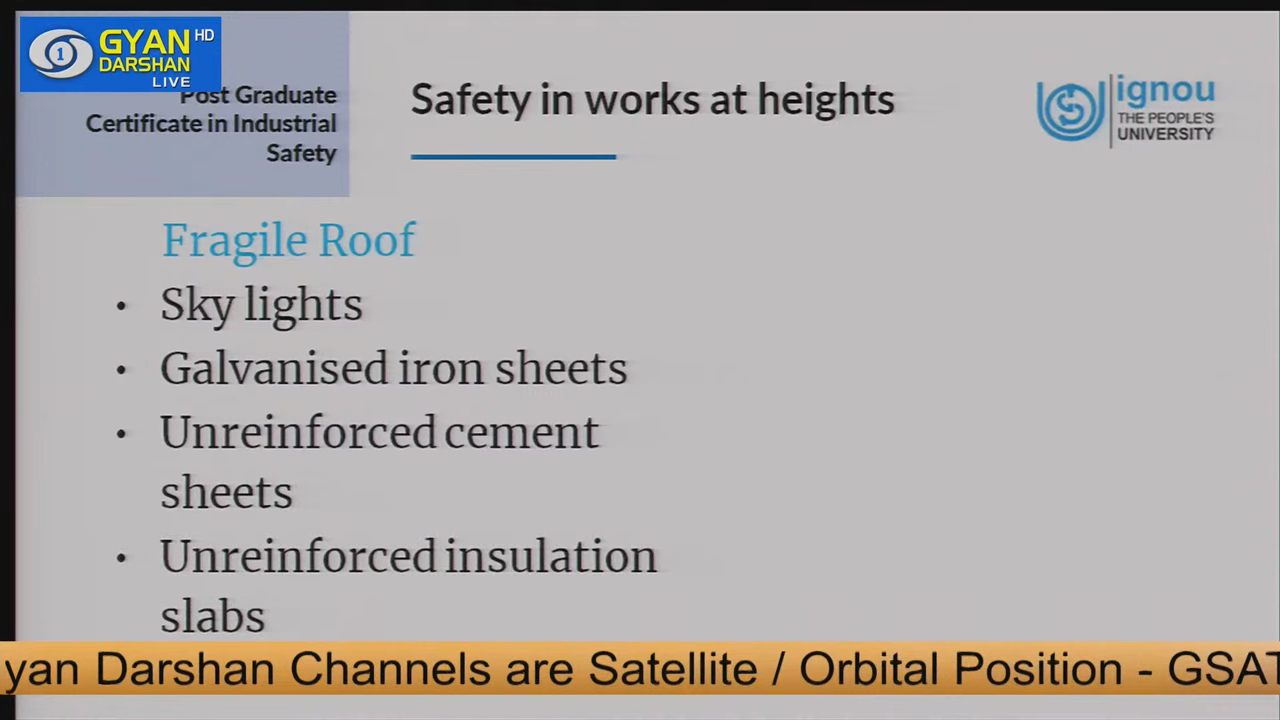 1
GYAN HD
DARSHAN
LIVE
Post Graduate
Certificate in Industrial
Safety
Safety in works at heights
ignou
THE PEOPLE'S
UNIVERSITY
Fragile Roof
• Sky lights
• Galvanised iron sheets
• Unreinforced cement
sheets
• Unreinforced insulation
slabs
yan Darshan Channels are Satellite / Orbital Position - GSAT